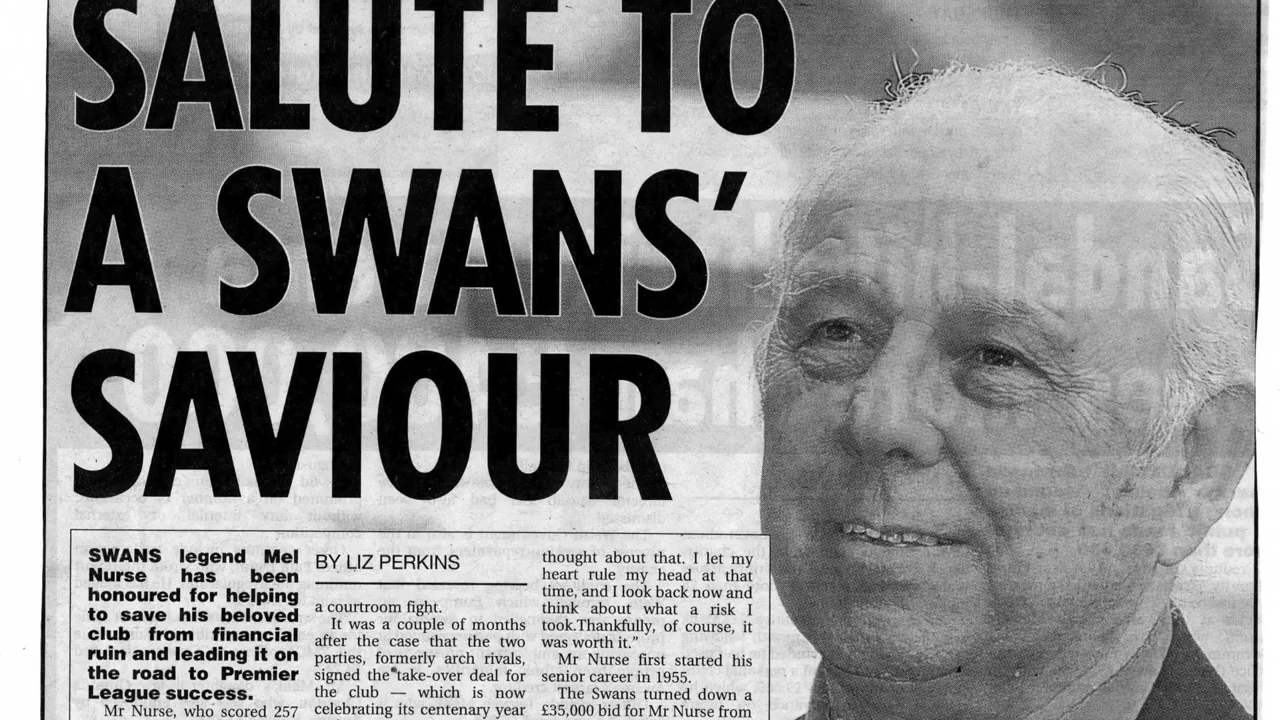 SALUTE TO
A SWANS'
SAVIOUR
SWANS legend Mel
Nurse has been
honoured for helping
to save his beloved
club from financial
ruin and leading it on
the road to Premier
League success.
Mr Nurse, who scored 257
BY LIZ PERKINS
a courtroom fight.
It was a couple of months
after the case that the two
parties, formerly arch rivals,
signed the take-over deal for
the club — which is now
celebrating its centenary year
thought about that. I let my
heart rule my head at that
time, and I look back now and
think about what a risk I
took.Thankfully, of course, it
was worth it.”
Mr Nurse first started his
senior career in 1955.
The Swans turned down a
£35,000 bid for Mr Nurse from